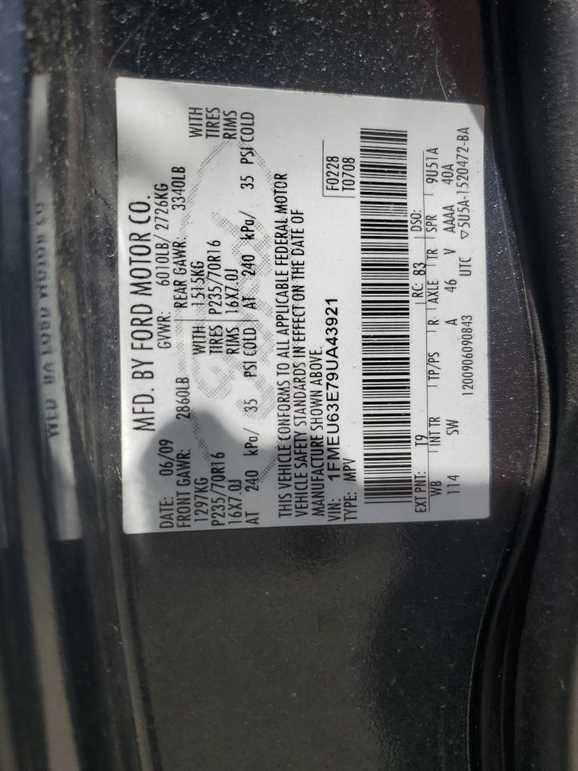 MFD. BY FORD MOTOR CO.
DATE: 06/09 GVWR: 6010LB/ 2726KG
FRONT GAWR: 2860LB REAR GAWR: 3340LB
1297KG WITH 1515KG WITH
P235/70R16 TIRES P235/70R16 TIRES
16X7.0J RIMS 16X7.0J RIMS
AT 240 kPa/ 35 PSI COLD AT 240 kPa/ 35 PSI COLD
THIS VEHICLE CONFORMS TO ALL APPLICABLE FEDERAL MOTOR
VEHICLE SAFETY STANDARDS IN EFFECT ON THE DATE OF
MANUFACTURE SHOWN ABOVE.
VIN: 1FMEU63E79UA43921 F0228
TYPE: MPV T0708
EXT PNT: T9 RC: 83 DSO:
WB INT TR TP/PS R AXLE TR SPR 9U51A
114 SW A 46 V AAAA 40A
1200906090843 UTC ▽5U5A-1520472-BA